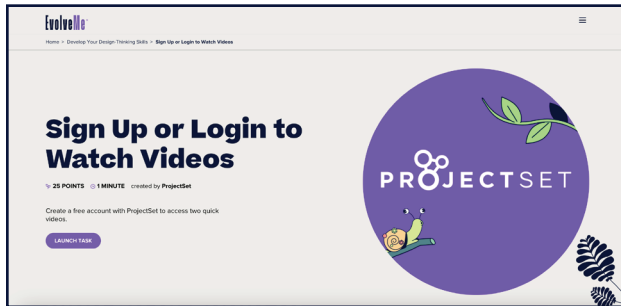 EvolveMe
Home > Develop Your Design Thinking Skills > Sign Up or Login to Watch Videos
Sign Up or Login to
Watch Videos
25 POINTS 1 MINUTE created by ProjectSet
Create a free account with ProjectSet to access two quick
videos.
LAUNCH TASK
PROJECTSET